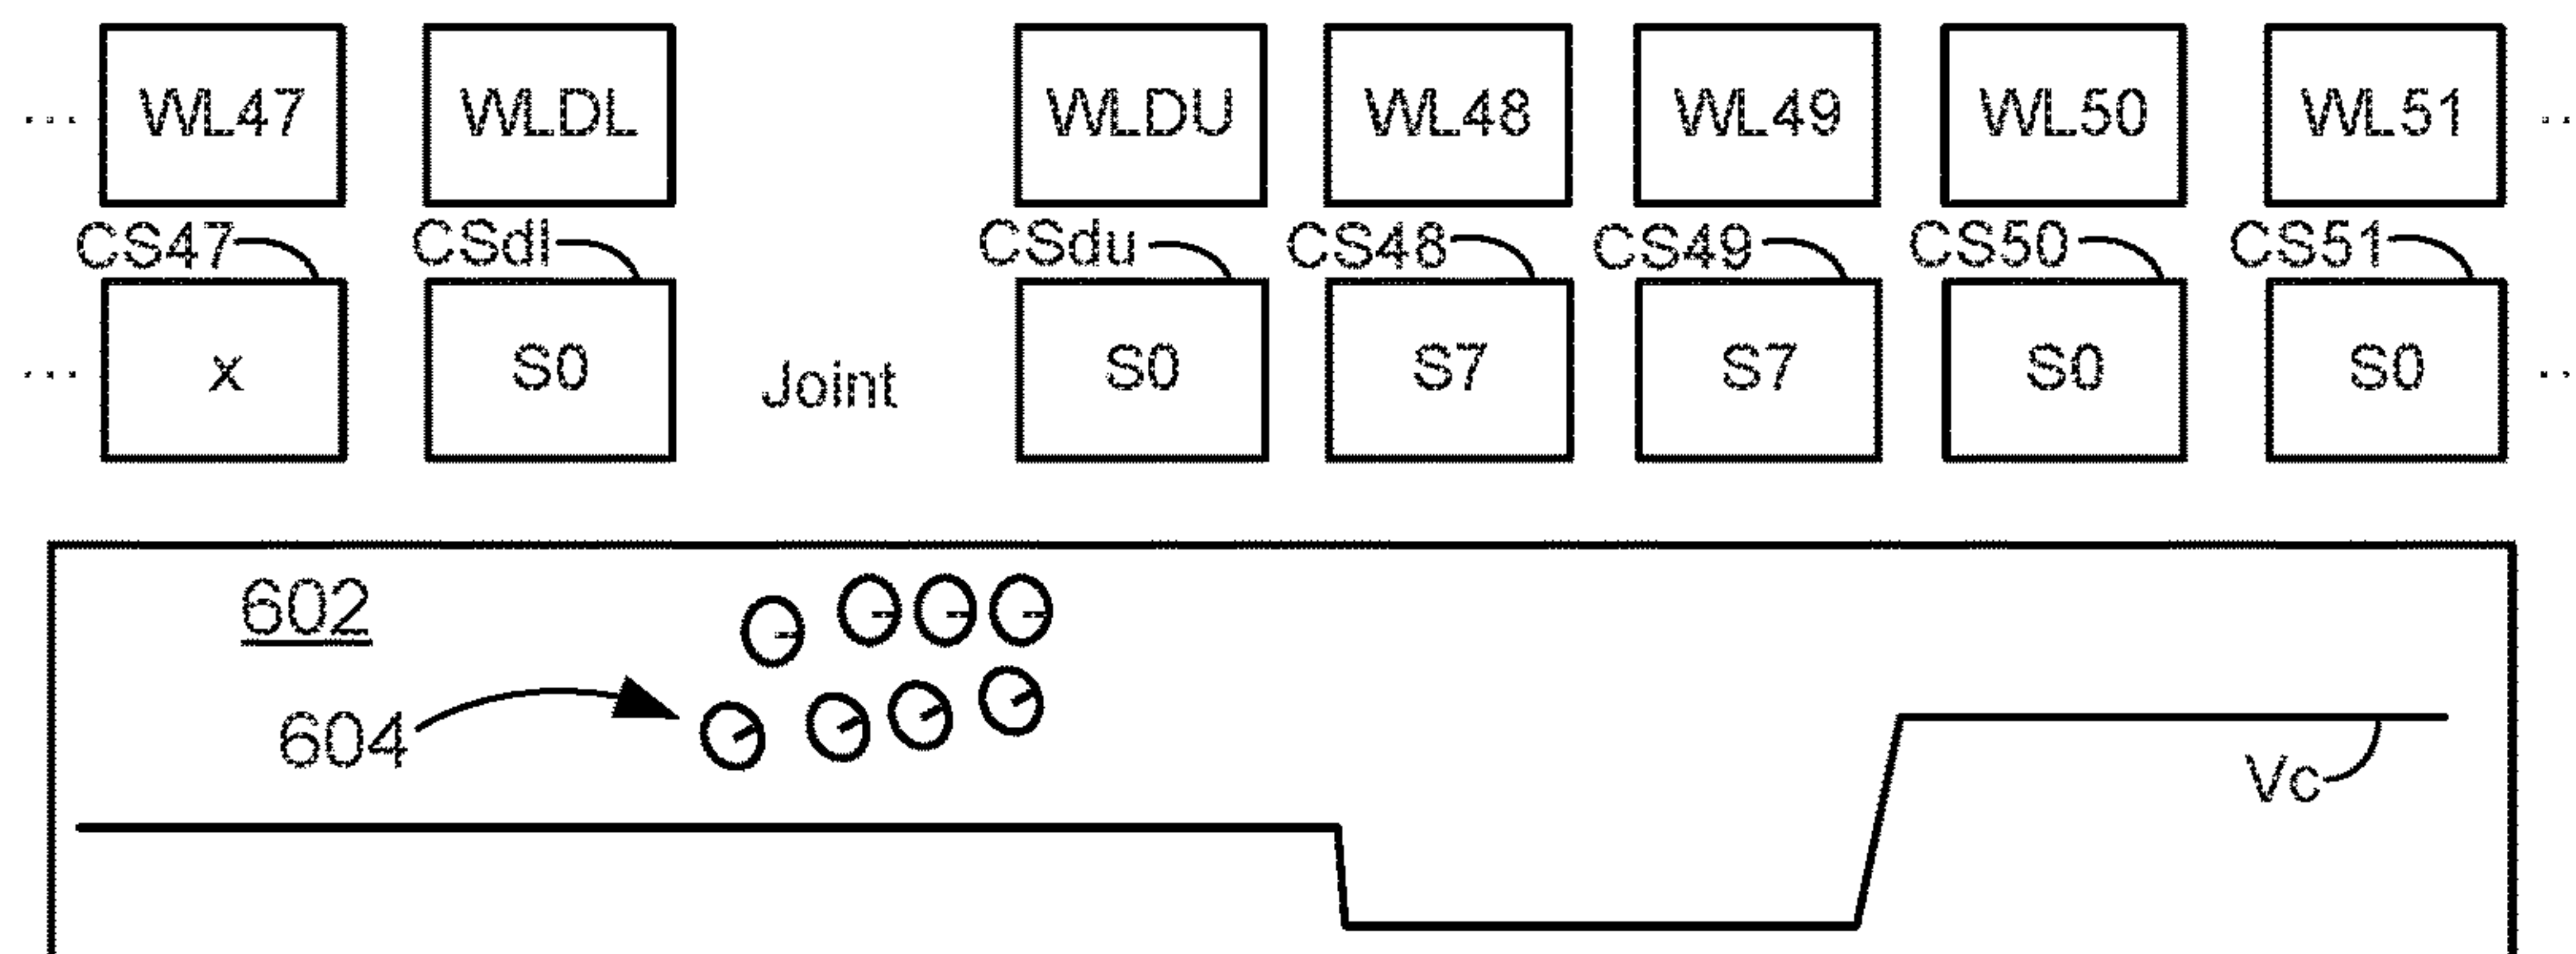 ... WL47 WLDL WLDU WL48 WL49 WL50 WL51 ..
CS47 CSdl CSdu CS48 CS49 CS50 CS51
... x S0 Joint S0 S7 S7 S0 S0 ..
602
604
Vc